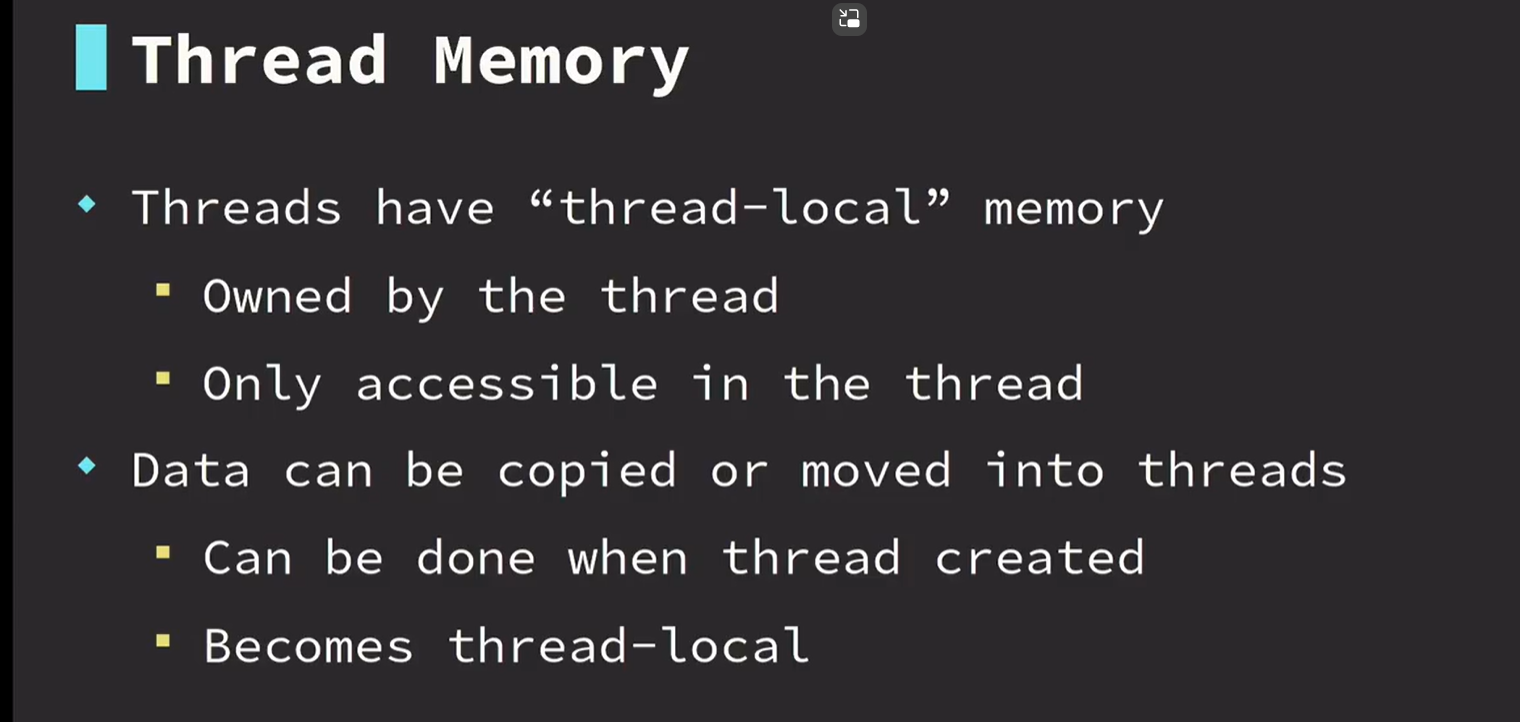 Thread Memory
Threads have “thread-local” memory
Owned by the thread
Only accessible in the thread
Data can be copied or moved into threads
Can be done when thread created
Becomes thread-local